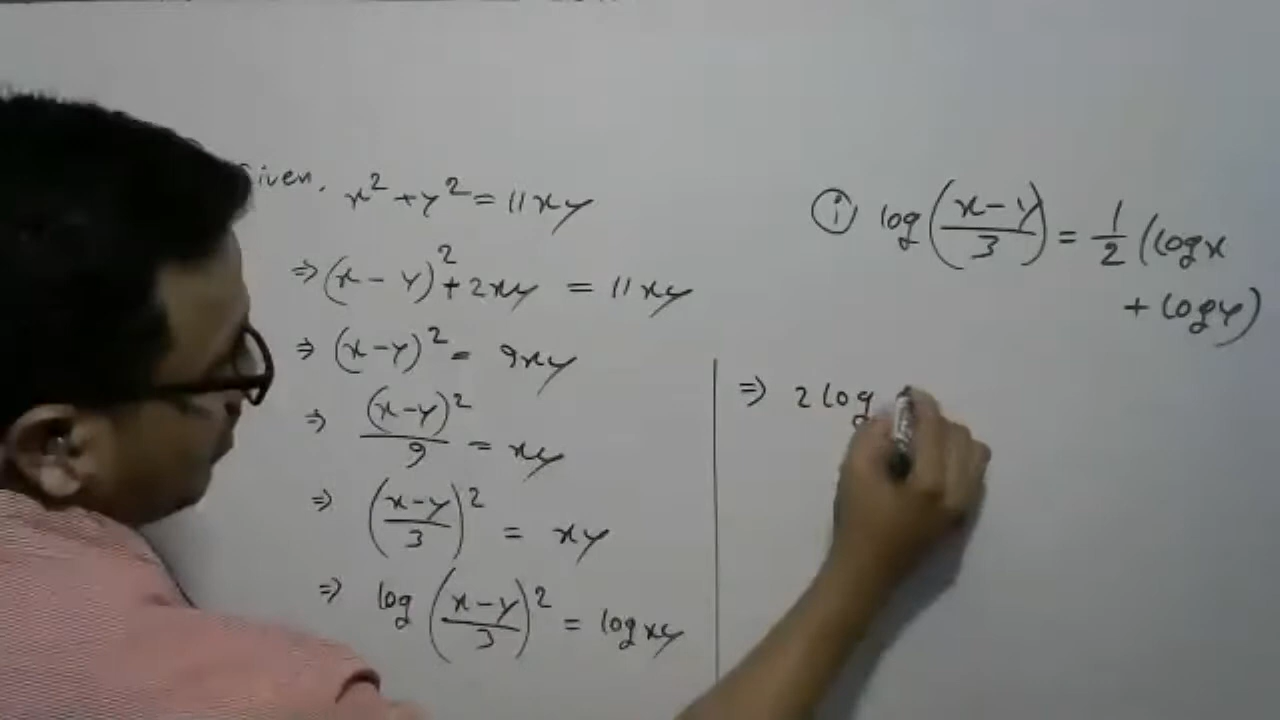 Given, x² + y² = 11xy
⇒ (x - y)² + 2xy = 11xy
⇒ (x-y)² = 9xy
⇒ (x-y)²/9 = xy
⇒ ((x-y)/3)² = xy
⇒ log ((x-y)/3)² = log xy
(i) log ((x-y)/3) = 1/2 (log x
+ log y)
⇒ 2 log